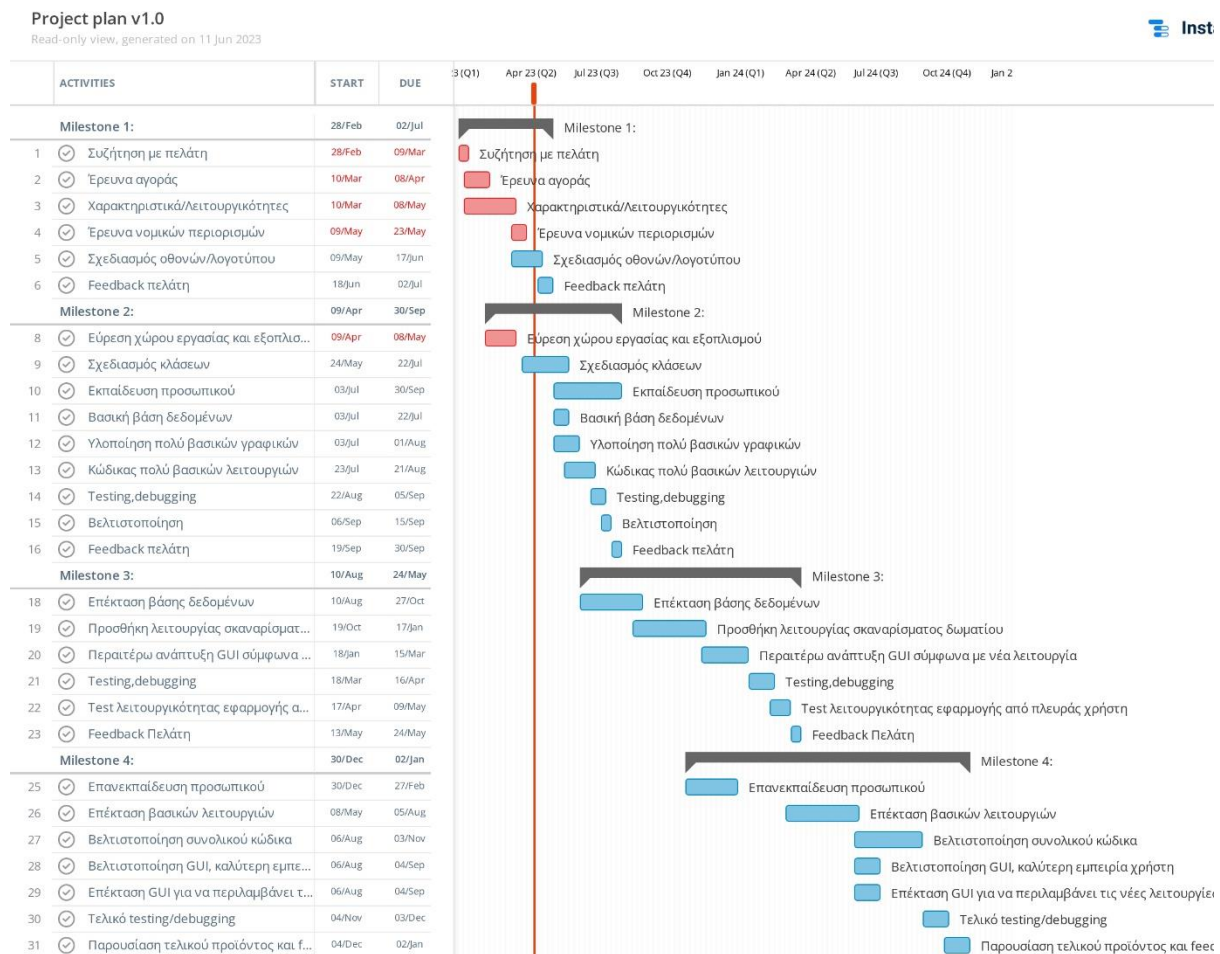 Project plan v1.0
Read-only view, generated on 11 Jun 2023
Inst
ACTIVITIES START DUE 3 (Q1) Apr 23 (Q2) Jul 23 (Q3) Oct 23 (Q4) Jan 24 (Q1) Apr 24 (Q2) Jul 24 (Q3) Oct 24 (Q4) Jan 2
Milestone 1: 28/Feb 02/Jul Milestone 1:
1 Συζήτηση με πελάτη 28/Feb 09/Mar Συζήτηση με πελάτη
2 Έρευνα αγοράς 10/Mar 08/Apr Έρευνα αγοράς
3 Χαρακτηριστικά/Λειτουργικότητες 10/Mar 08/May Χαρακτηριστικά/Λειτουργικότητες
4 Έρευνα νομικών περιορισμών 09/May 23/May Έρευνα νομικών περιορισμών
5 Σχεδιασμός οθονών/λογοτύπου 09/May 17/Jun Σχεδιασμός οθονών/λογοτύπου
6 Feedback πελάτη 18/Jun 02/Jul Feedback πελάτη
Milestone 2: 09/Apr 30/Sep Milestone 2:
8 Εύρεση χώρου εργασίας και εξοπλισ... 09/Apr 08/May Εύρεση χώρου εργασίας και εξοπλισμού
9 Σχεδιασμός κλάσεων 24/May 22/Jul Σχεδιασμός κλάσεων
10 Εκπαίδευση προσωπικού 03/Jul 30/Sep Εκπαίδευση προσωπικού
11 Βασική βάση δεδομένων 03/Jul 22/Jul Βασική βάση δεδομένων
12 Υλοποίηση πολύ βασικών γραφικών 03/Jul 01/Aug Υλοποίηση πολύ βασικών γραφικών
13 Κώδικας πολύ βασικών λειτουργιών 23/Jul 21/Aug Κώδικας πολύ βασικών λειτουργιών
14 Testing,debugging 22/Aug 05/Sep Testing,debugging
15 Βελτιστοποίηση 06/Sep 15/Sep Βελτιστοποίηση
16 Feedback πελάτη 19/Sep 30/Sep Feedback πελάτη
Milestone 3: 10/Aug 24/May Milestone 3:
18 Επέκταση βάσης δεδομένων 10/Aug 27/Oct Επέκταση βάσης δεδομένων
19 Προσθήκη λειτουργίας σκαναρίσματ... 19/Oct 17/Jan Προσθήκη λειτουργίας σκαναρίσματος δωματίου
20 Περαιτέρω ανάπτυξη GUI σύμφωνα ... 18/Jan 15/Mar Περαιτέρω ανάπτυξη GUI σύμφωνα με νέα λειτουργία
21 Testing,debugging 18/Mar 16/Apr Testing,debugging
22 Test λειτουργικότητας εφαρμογής α... 17/Apr 09/May Test λειτουργικότητας εφαρμογής από πλευράς χρήστη
23 Feedback Πελάτη 13/May 24/May Feedback Πελάτη
Milestone 4: 30/Dec 02/Jan Milestone 4:
25 Επανεκπαίδευση προσωπικού 30/Dec 27/Feb Επανεκπαίδευση προσωπικού
26 Επέκταση βασικών λειτουργιών 08/May 05/Aug Επέκταση βασικών λειτουργιών
27 Βελτιστοποίηση συνολικού κώδικα 06/Aug 03/Nov Βελτιστοποίηση συνολικού κώδικα
28 Βελτιστοποίηση GUI, καλύτερη εμπε... 06/Aug 04/Sep Βελτιστοποίηση GUI, καλύτερη εμπειρία χρήστη
29 Επέκταση GUI για να περιλαμβάνει τ... 06/Aug 04/Sep Επέκταση GUI για να περιλαμβάνει τις νέες λειτουργίε
30 Τελικό testing/debugging 04/Nov 03/Dec Τελικό testing/debugging
31 Παρουσίαση τελικού προϊόντος και f... 04/Dec 02/Jan Παρουσίαση τελικού προϊόντος και feed